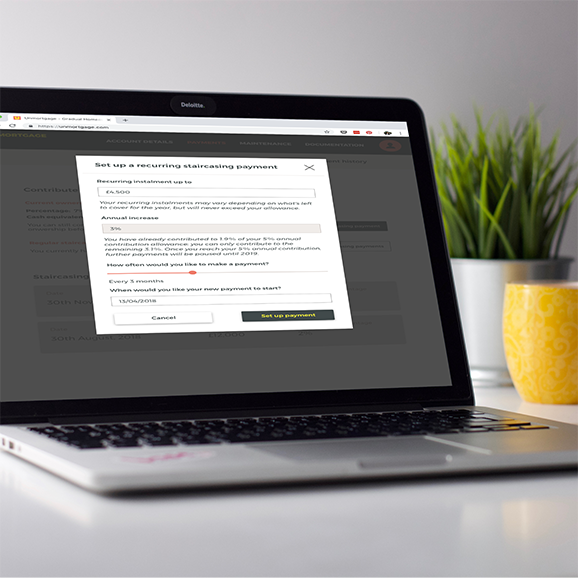 Deloitte.
Unmortgage - Gradual Home
https://unmortgage.com
ACCOUNT DETAILS
PAYMENTS
MAINTENANCE
DOCUMENTATION
Set up a recurring staircasing payment
Recurring instalment up to
£4,500
Your recurring instalments may vary depending on what's left
to cover for the year, but will never exceed your allowance.
Annual increase
3%
You have already contributed to 1.9% of your 5% annual
contribution allowance. you can only contribute to the
remaining 3.1%. Once you reach your 5% annual contribution,
further payments will be paused until 2019.
How often would you like to make a payment?
Every 3 months
When would you like your new payment to start?
13/04/2018
Cancel
Set up payment
Staircasing
30th August, 2018